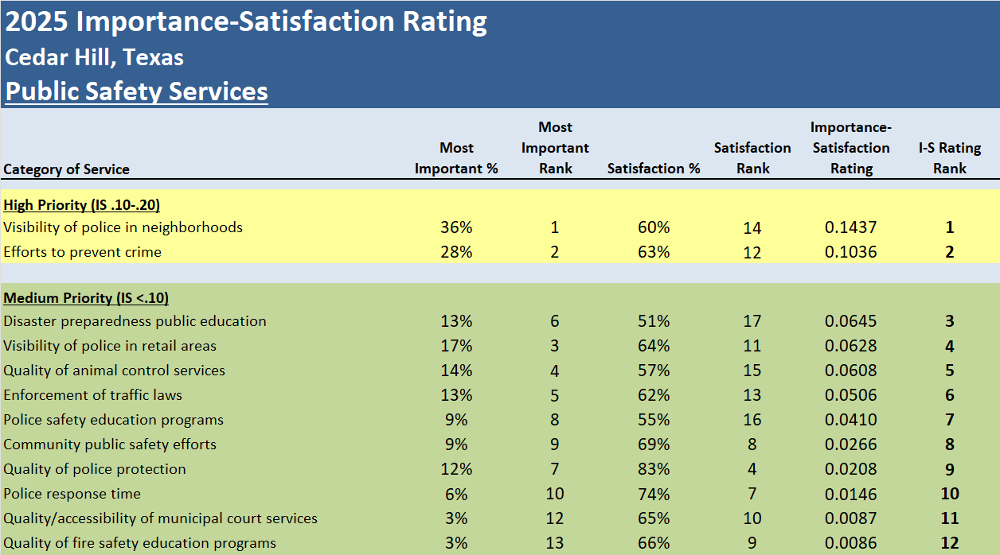 2025 Importance-Satisfaction Rating
Cedar Hill, Texas
Public Safety Services
Category of Service Most Important % Most Important Rank Satisfaction % Satisfaction Rank Importance-Satisfaction Rating I-S Rating Rank
High Priority (IS .10-.20)
Visibility of police in neighborhoods 36% 1 60% 14 0.1437 1
Efforts to prevent crime 28% 2 63% 12 0.1036 2
Medium Priority (IS <.10)
Disaster preparedness public education 13% 6 51% 17 0.0645 3
Visibility of police in retail areas 17% 3 64% 11 0.0628 4
Quality of animal control services 14% 4 57% 15 0.0608 5
Enforcement of traffic laws 13% 5 62% 13 0.0506 6
Police safety education programs 9% 8 55% 16 0.0410 7
Community public safety efforts 9% 9 69% 8 0.0266 8
Quality of police protection 12% 7 83% 4 0.0208 9
Police response time 6% 10 74% 7 0.0146 10
Quality/accessibility of municipal court services 3% 12 65% 10 0.0087 11
Quality of fire safety education programs 3% 13 66% 9 0.0086 12